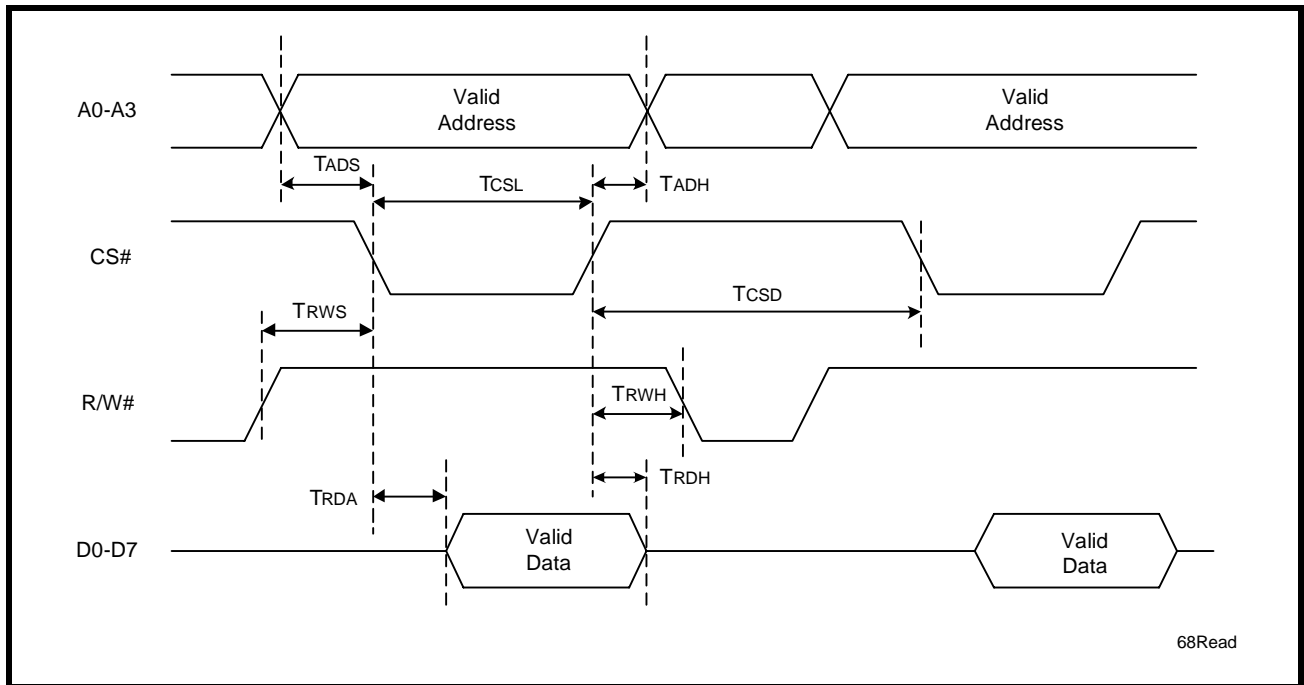 A0-A3
Valid
Address
Valid
Address
TADS
TCSL
TADH
CS#
TRWS
TCSD
R/W#
TRWH
TRDA
TRDH
D0-D7
Valid
Data
Valid
Data
68Read